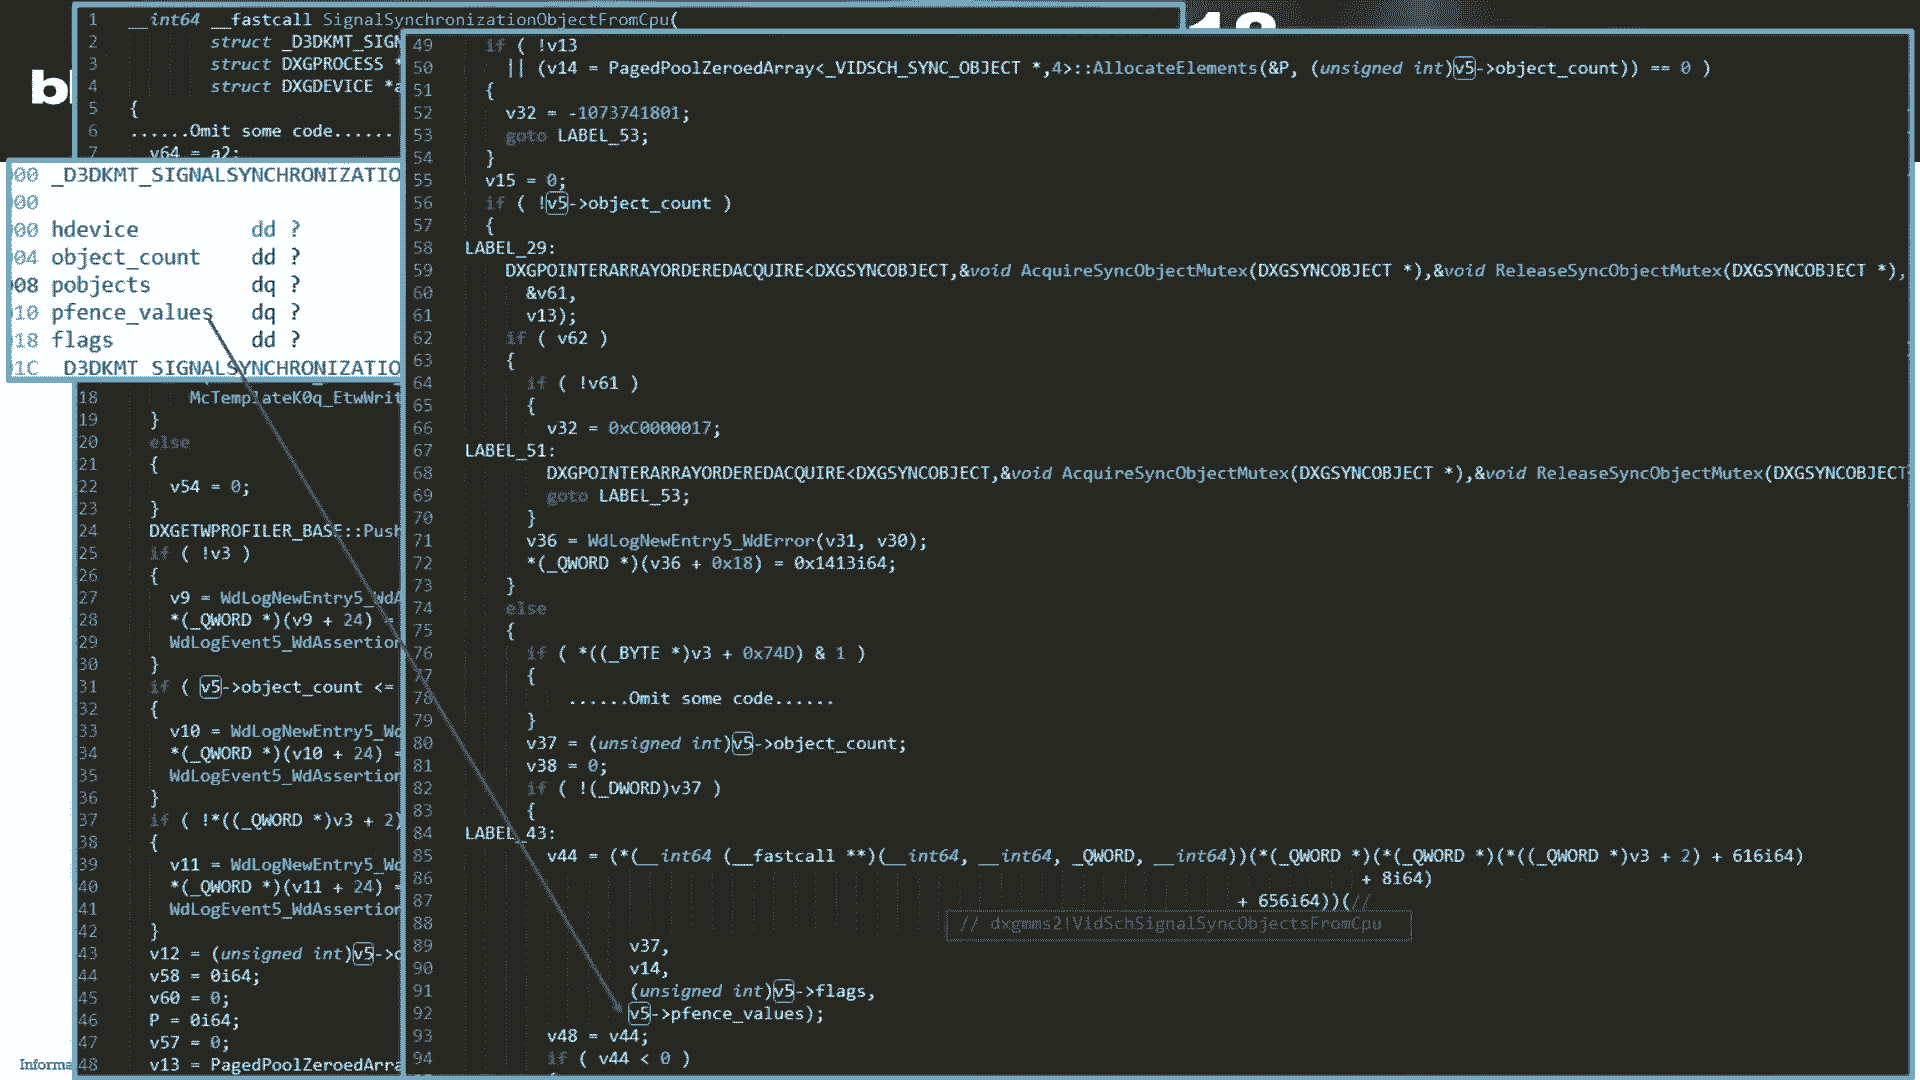 18
bl
1 __int64 __fastcall SignalSynchronizationObjectFromCpu(
2 struct _D3DKMT_SIGN
3 struct DXGPROCESS *
4 struct DXGDEVICE *a
5 {
6 ......Omit some code......
7 v64 = a2;
00 _D3DKMT_SIGNALSYNCHRONIZATIO
00
00 hdevice dd ?
04 object_count dd ?
08 pobjects dq ?
10 pfence_values dq ?
18 flags dd ?
1C _D3DKMT_SIGNALSYNCHRONIZATIO
18 McTemplateK0q_EtwWrit
19 }
20 else
21 {
22 v54 = 0;
23 }
24 DXGETWPROFILER_BASE::Push
25 if ( !v3 )
26 {
27 v9 = WdLogNewEntry5_WdA
28 *(_QWORD *)(v9 + 24) =
29 WdLogEvent5_WdAssertion
30 }
31 if ( v5->object_count <=
32 {
33 v10 = WdLogNewEntry5_Wd
34 *(_QWORD *)(v10 + 24) =
35 WdLogEvent5_WdAssertion
36 }
37 if ( !*((_QWORD *)v3 + 2)
38 {
39 v11 = WdLogNewEntry5_Wd
40 *(_QWORD *)(v11 + 24) =
41 WdLogEvent5_WdAssertion
42 }
43 v12 = (unsigned int)v5->o
44 v58 = 0i64;
45 v60 = 0;
46 P = 0i64;
47 v57 = 0;
48 v13 = PagedPoolZeroedArra
Informa
49 if ( !v13
50 || (v14 = PagedPoolZeroedArray<_VIDSCH_SYNC_OBJECT *,4>::AllocateElements(&P, (unsigned int)v5->object_count)) == 0 )
51 {
52 v32 = -1073741801;
53 goto LABEL_53;
54 }
55 v15 = 0;
56 if ( !v5->object_count )
57 {
58 LABEL_29:
59 DXGPOINTERARRAYORDEREDACQUIRE<DXGSYNCOBJECT,&void AcquireSyncObjectMutex(DXGSYNCOBJECT *),&void ReleaseSyncObjectMutex(DXGSYNCOBJECT *),
60 &v61,
61 v13);
62 if ( v62 )
63 {
64 if ( !v61 )
65 {
66 v32 = 0xC0000017;
67 LABEL_51:
68 DXGPOINTERARRAYORDEREDACQUIRE<DXGSYNCOBJECT,&void AcquireSyncObjectMutex(DXGSYNCOBJECT *),&void ReleaseSyncObjectMutex(DXGSYNCOBJECT
69 goto LABEL_53;
70 }
71 v36 = WdLogNewEntry5_WdError(v31, v30);
72 *(_QWORD *)(v36 + 0x18) = 0x1413i64;
73 }
74 else
75 {
76 if ( *((_BYTE *)v3 + 0x74D) & 1 )
77 {
78 ......Omit some code......
79 }
80 v37 = (unsigned int)v5->object_count;
81 v38 = 0;
82 if ( !(_DWORD)v37 )
83 {
84 LABEL_43:
85 v44 = (*(__int64 (__fastcall **)(__int64, __int64, _QWORD, __int64))(*(_QWORD *)(*(_QWORD *)(*((_QWORD *)v3 + 2) + 616i64)
86 + 8i64)
87 + 656i64))(//
88 // dxgmms2!VidSchSignalSyncObjectsFromCpu
89 v37,
90 v14,
91 (unsigned int)v5->flags,
92 v5->pfence_values);
93 v48 = v44;
94 if ( v44 < 0 )